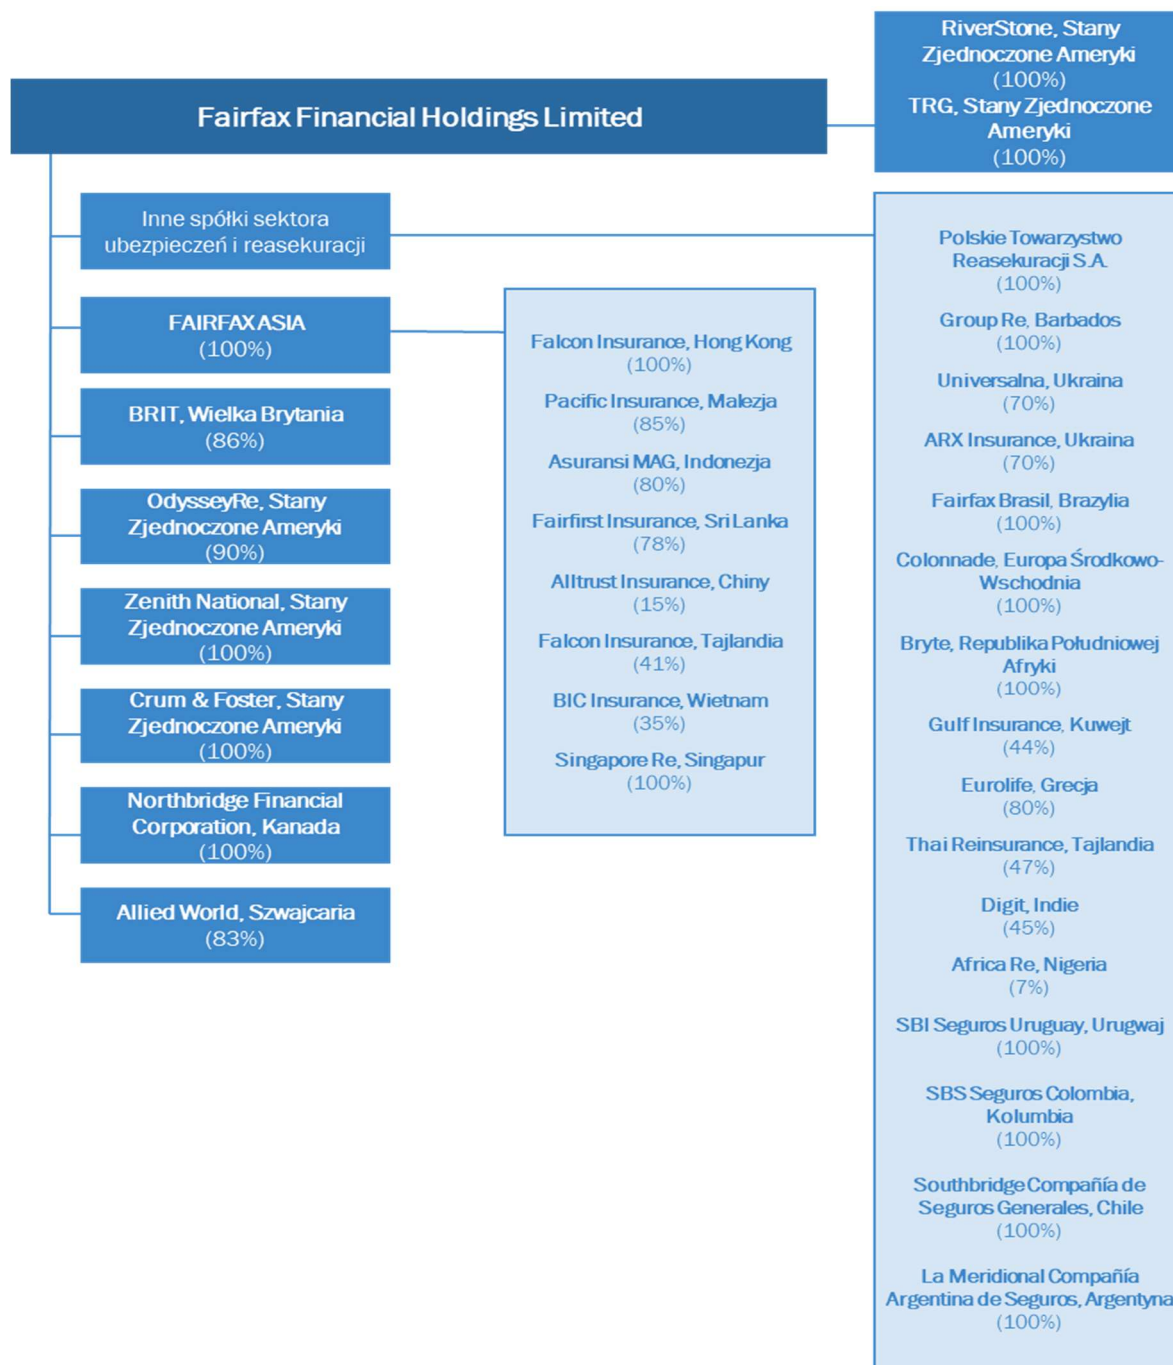 RiverStone, Stany
Zjednoczone Ameryki
(100%)
TRG, Stany Zjednoczone
Ameryki
(100%)
Fairfax Financial Holdings Limited
Inne spółki sektora
ubezpieczeń i reasekuracji
FAIRFAX ASIA
(100%)
BRIT, Wielka Brytania
(86%)
OdysseyRe, Stany
Zjednoczone Ameryki
(90%)
Zenith National, Stany
Zjednoczone Ameryki
(100%)
Crum & Foster, Stany
Zjednoczone Ameryki
(100%)
Northbridge Financial
Corporation, Kanada
(100%)
Allied World, Szwajcaria
(83%)
Falcon Insurance, Hong Kong
(100%)
Pacific Insurance, Malezja
(85%)
Asuransi MAG, Indonezja
(80%)
Fairfirst Insurance, Sri Lanka
(78%)
Alltrust Insurance, Chiny
(15%)
Falcon Insurance, Tajlandia
(41%)
BIC Insurance, Wietnam
(35%)
Singapore Re, Singapur
(100%)
Polskie Towarzystwo
Reasekuracji S.A.
(100%)
Group Re, Barbados
(100%)
Universalna, Ukraina
(70%)
ARX Insurance, Ukraina
(70%)
Fairfax Brasil, Brazylia
(100%)
Colonnade, Europa Środkowo-
Wschodnia
(100%)
Bryte, Republika Południowej
Afryki
(100%)
Gulf Insurance, Kuwejt
(44%)
Eurolife, Grecja
(80%)
Thai Reinsurance, Tajlandia
(47%)
Digit, Indie
(45%)
Africa Re, Nigeria
(7%)
SBI Seguros Uruguay, Urugwaj
(100%)
SBS Seguros Colombia,
Kolumbia
(100%)
Southbridge Compañía de
Seguros Generales, Chile
(100%)
La Meridional Compañía
Argentina de Seguros, Argentyna
(100%)